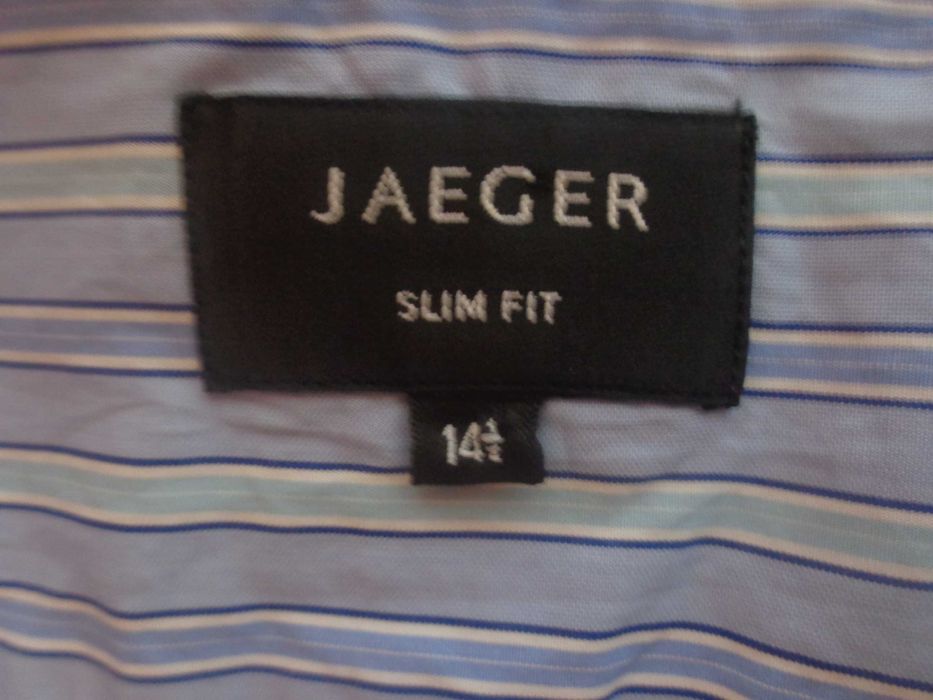 JAEGER
SLIM FIT
14½